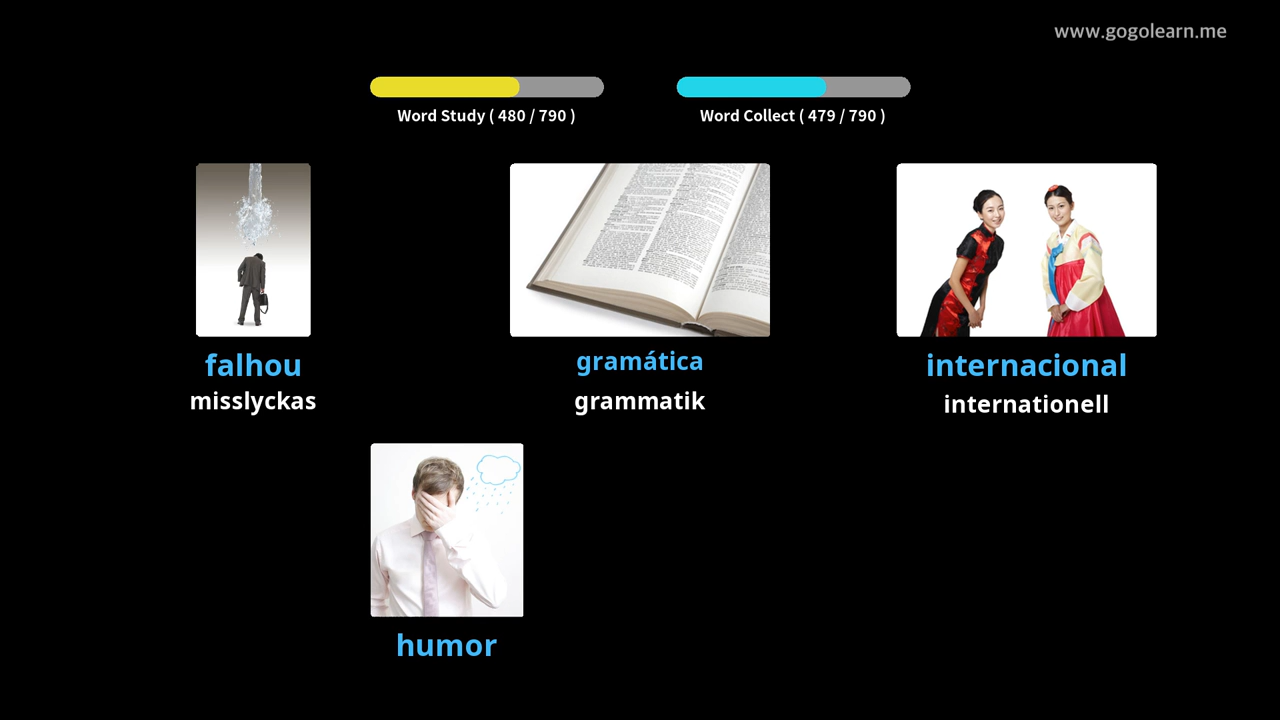 www.gogolearn.me
Word Study ( 480 / 790 )
Word Collect ( 479 / 790 )
falhou
misslyckas
gramática
grammatik
internacional
internationell
humor